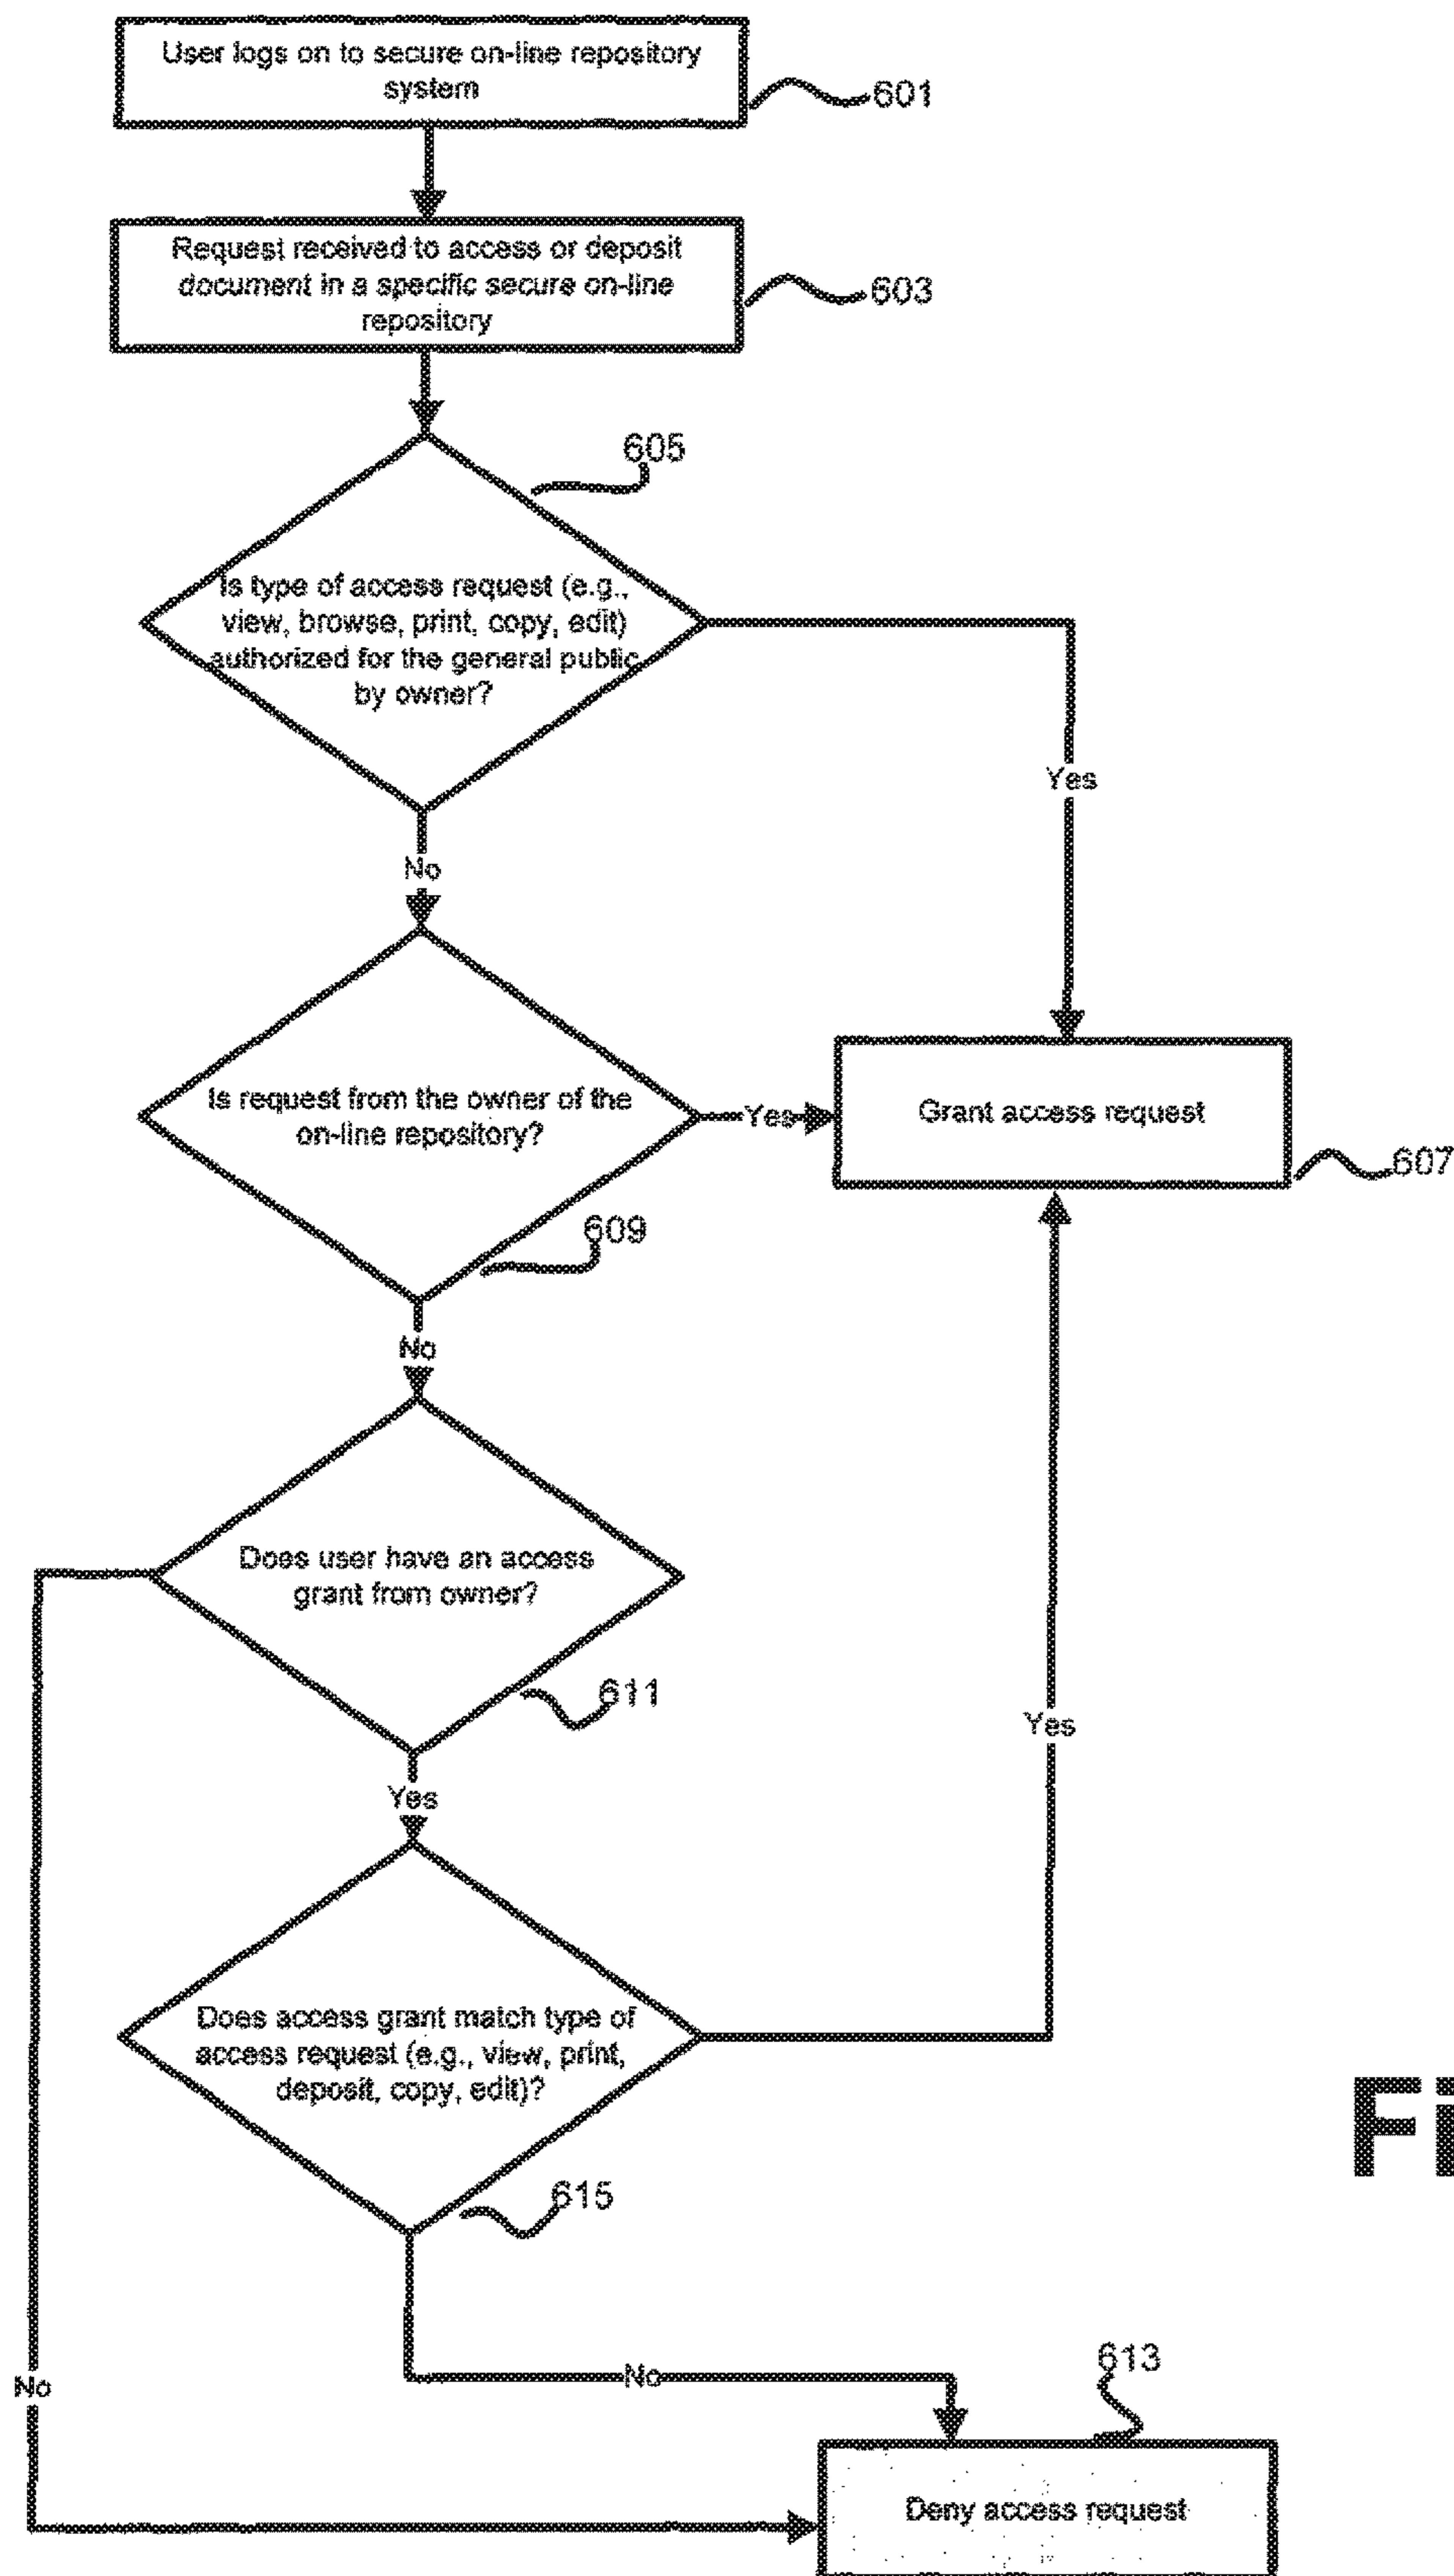 User logs on to secure on-line repository
system
601
Request received to access or deposit
document in a specific secure on-line
repository
603
605
Is type of access request (e.g.,
view, browse, print, copy, edit)
authorized for the general public
by owner?
Yes
No
Is request from the owner of the
on-line repository?
Yes
Grant access request
607
609
No
Does user have an access
grant from owner?
611
Yes
Yes
Does access grant match type of
access request (e.g., view, print,
deposit, copy, edit)?
Fi
615
613
No
No
Deny access request